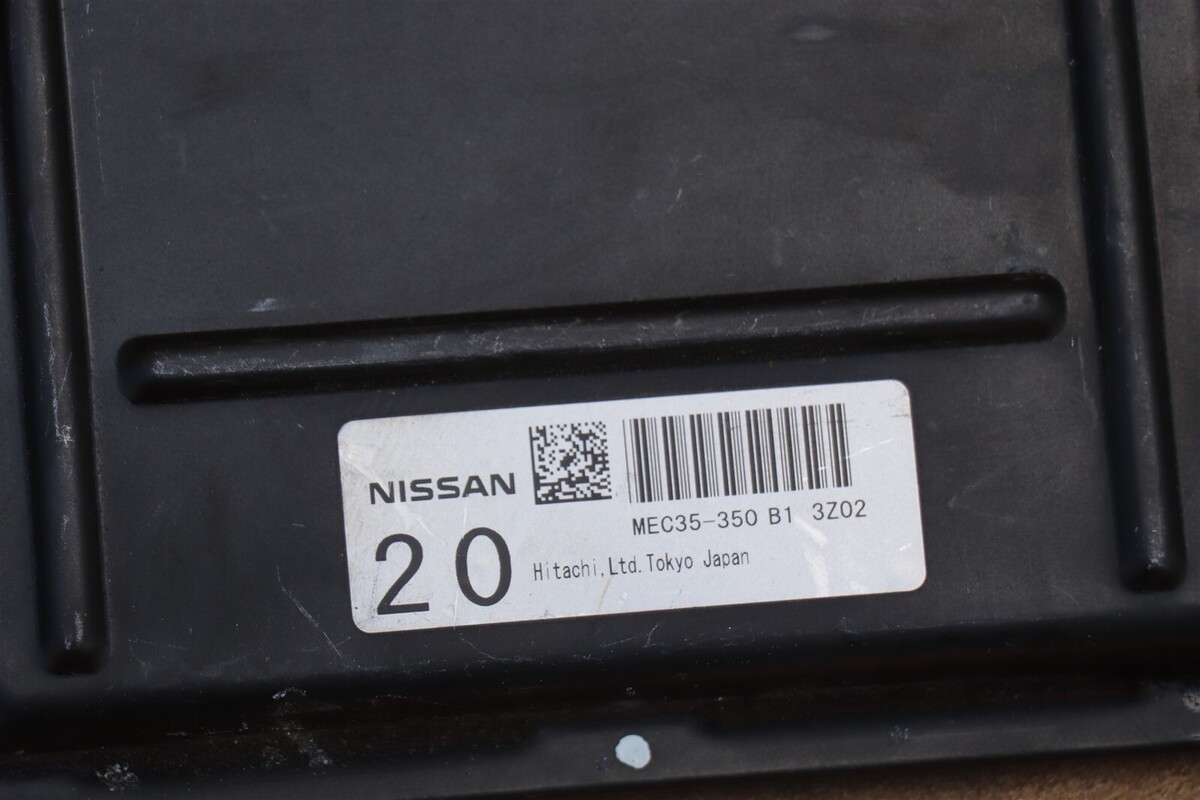 NISSAN
MEC35-350 B1 3Z02
20
Hitachi,Ltd.Tokyo Japan